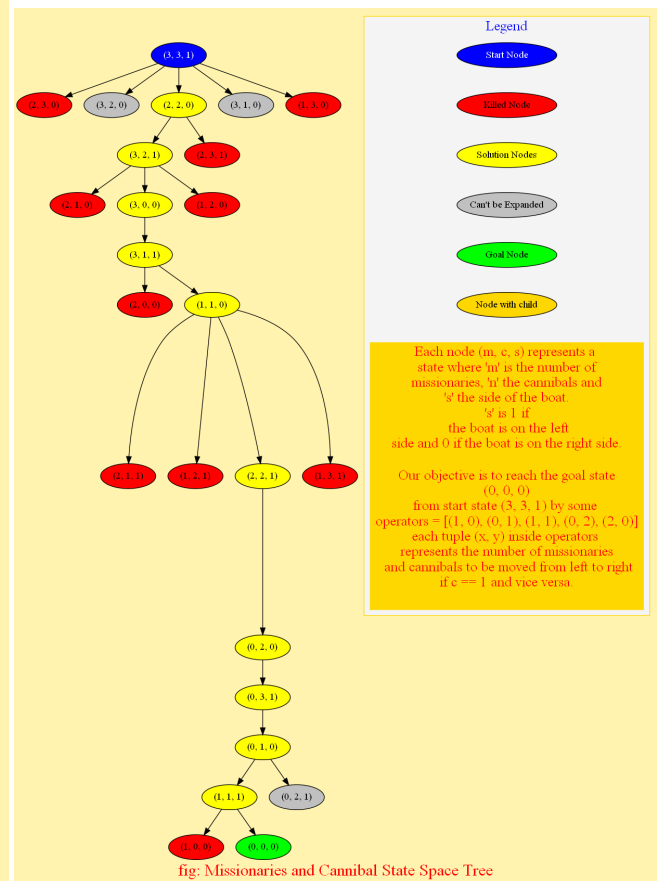 (3, 3, 1)
(2, 3, 0)
(3, 2, 0)
(2, 2, 0)
(3, 1, 0)
(1, 3, 0)
(3, 2, 1)
(2, 3, 1)
(2, 1, 0)
(3, 0, 0)
(1, 2, 0)
(3, 1, 1)
(2, 0, 0)
(1, 1, 0)
(2, 1, 1)
(1, 2, 1)
(2, 2, 1)
(1, 3, 1)
(0, 2, 0)
(0, 3, 1)
(0, 1, 0)
(1, 1, 1)
(0, 2, 1)
(1, 0, 0)
(0, 0, 0)
Legend
Start Node
Killed Node
Solution Nodes
Can't be Expanded
Goal Node
Node with child
Each node (m, c, s) represents a
state where 'm' is the number of
missionaries, 'n' the cannibals and
's' the side of the boat.
's' is 1 if
the boat is on the left
side and 0 if the boat is on the right side.
Our objective is to reach the goal state
(0, 0, 0)
from start state (3, 3, 1) by some
operators = [(1, 0), (0, 1), (1, 1), (0, 2), (2, 0)]
each tuple (x, y) inside operators
represents the number of missionaries
and cannibals to be moved from left to right
if c == 1 and vice versa.
fig: Missionaries and Cannibal State Space Tree